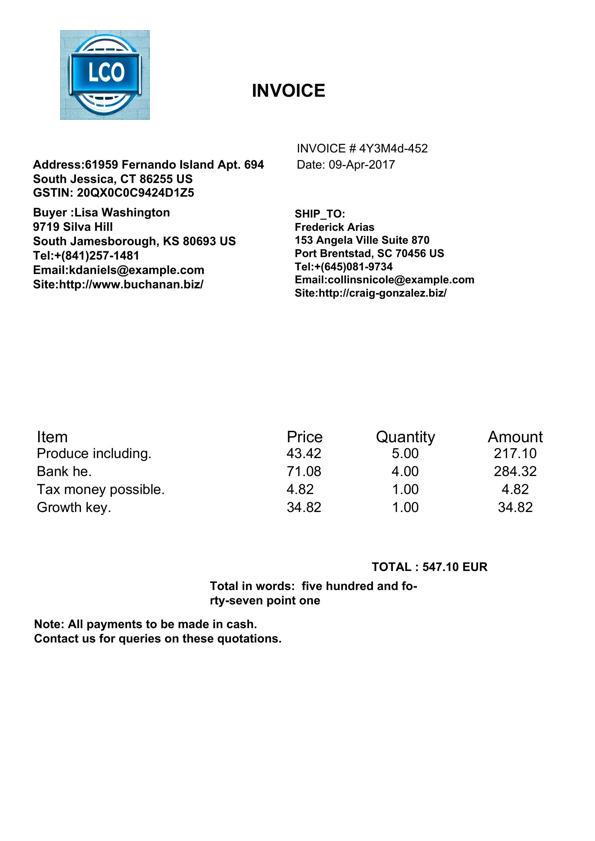 LCO
INVOICE
INVOICE # 4Y3M4d-452
Date: 09-Apr-2017
Address:61959 Fernando Island Apt. 694
South Jessica, CT 86255 US
GSTIN: 20QX0C0C9424D1Z5
Buyer :Lisa Washington
9719 Silva Hill
South Jamesborough, KS 80693 US
Tel:+(841)257-1481
Email:kdaniels@example.com
Site:http://www.buchanan.biz/
SHIP_TO:
Frederick Arias
153 Angela Ville Suite 870
Port Brentstad, SC 70456 US
Tel:+(645)081-9734
Email:collinsnicole@example.com
Site:http://craig-gonzalez.biz/
Item Price Quantity Amount
Produce including. 43.42 5.00 217.10
Bank he. 71.08 4.00 284.32
Tax money possible. 4.82 1.00 4.82
Growth key. 34.82 1.00 34.82
TOTAL : 547.10 EUR
Total in words:  five hundred and fo-
rty-seven point one
Note: All payments to be made in cash.
Contact us for queries on these quotations.